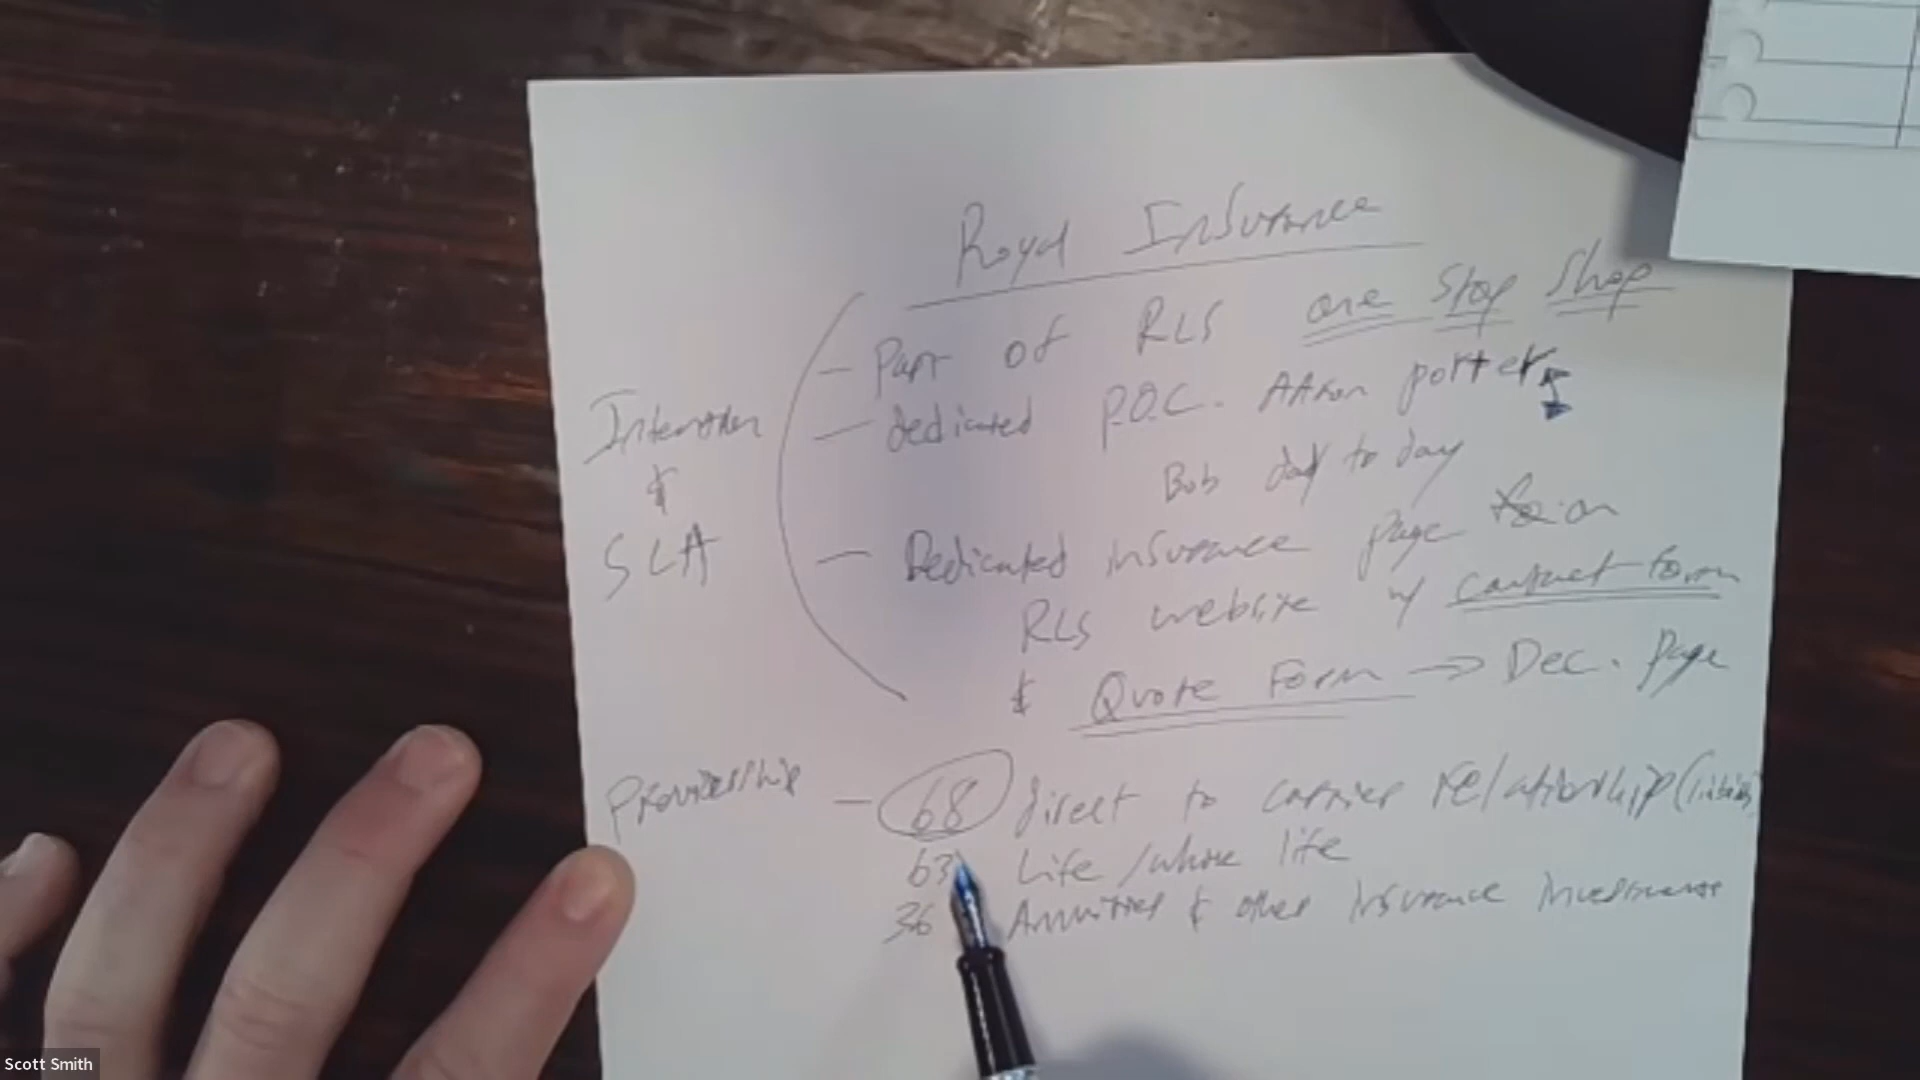 Royal Insurance
- Part of RLS one stop shop
- dedicated P.O.C. AAron porter
Bob day to day
&
SLA
- Dedicated insurance page on
RLS website w/ contact form
& Quote Form → Dec. Page
Providership - 68 direct to carrier relationship
63 Life / whole life
36 Annuities & other insurance investments
Scott Smith